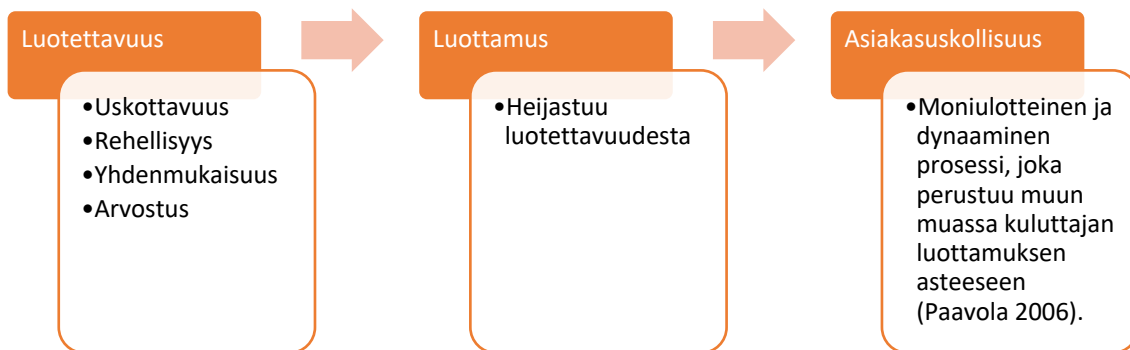 Luotettavuus
•Uskottavuus
•Rehellisyys
•Yhdenmukaisuus
•Arvostus
Luottamus
•Heijastuu
luotettavuudesta
Asiakasuskollisuus
•Moniulotteinen ja
dynaaminen
prosessi, joka
perustuu muun
muassa kuluttajan
luottamuksen
asteeseen
(Paavola 2006).